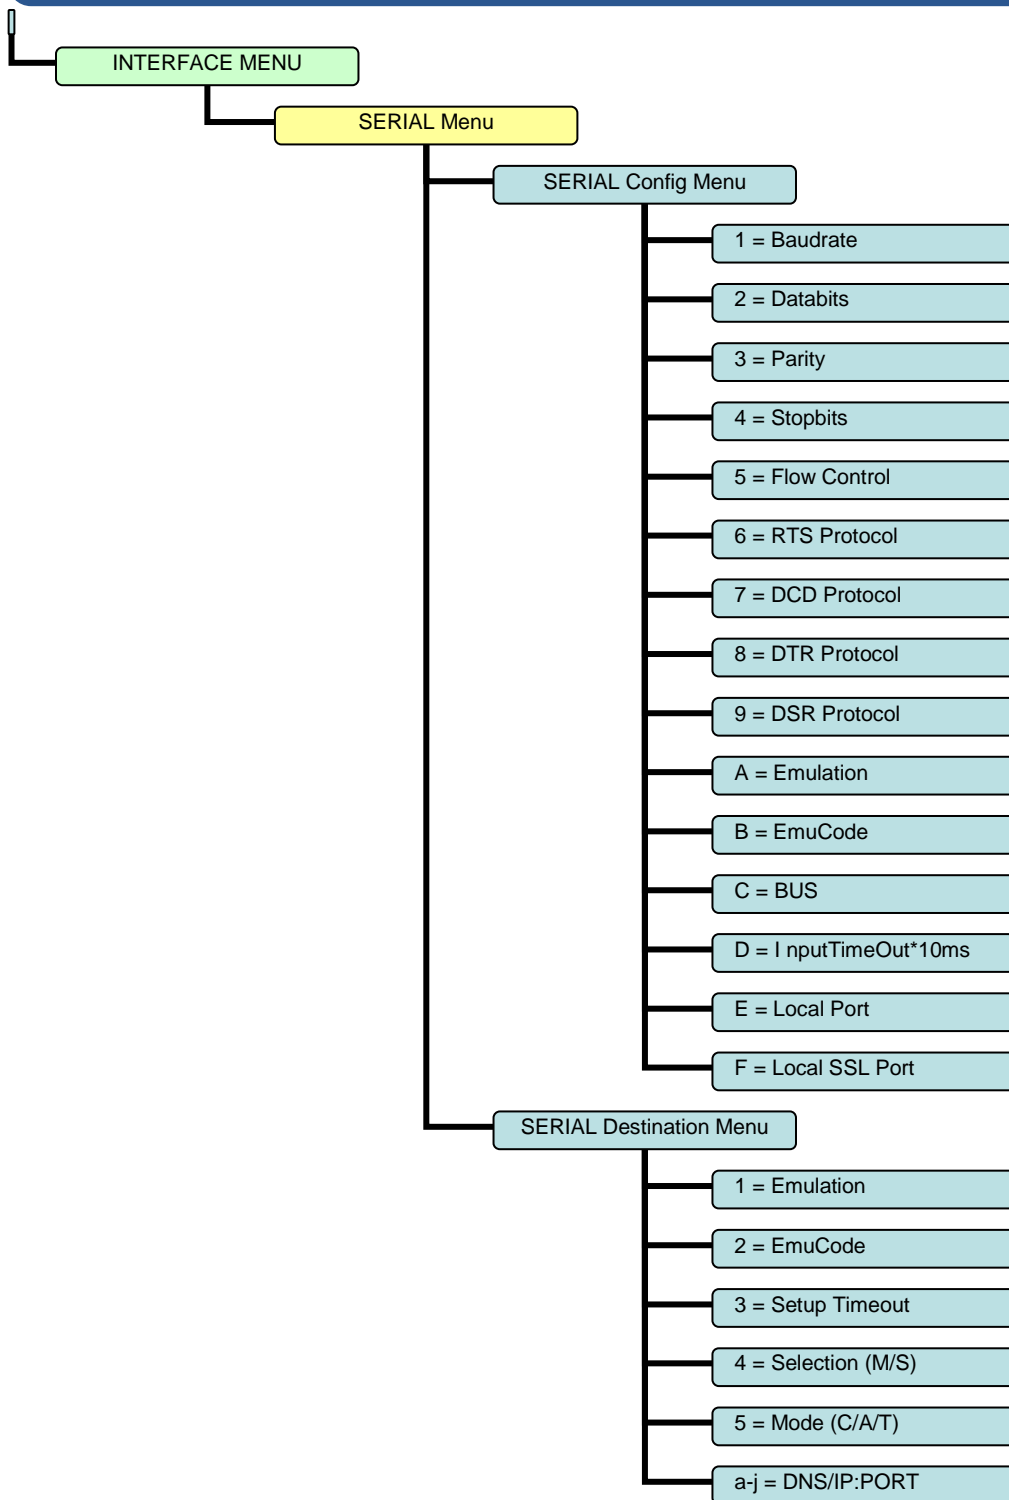 INTERFACE MENU
SERIAL Menu
SERIAL Config Menu
1 = Baudrate
2 = Databits
3 = Parity
4 = Stopbits
5 = Flow Control
6 = RTS Protocol
7 = DCD Protocol
8 = DTR Protocol
9 = DSR Protocol
A = Emulation
B = EmuCode
C = BUS
D = I nputTimeOut*10ms
E = Local Port
F = Local SSL Port
SERIAL Destination Menu
1 = Emulation
2 = EmuCode
3 = Setup Timeout
4 = Selection (M/S)
5 = Mode (C/A/T)
a-j = DNS/IP:PORT